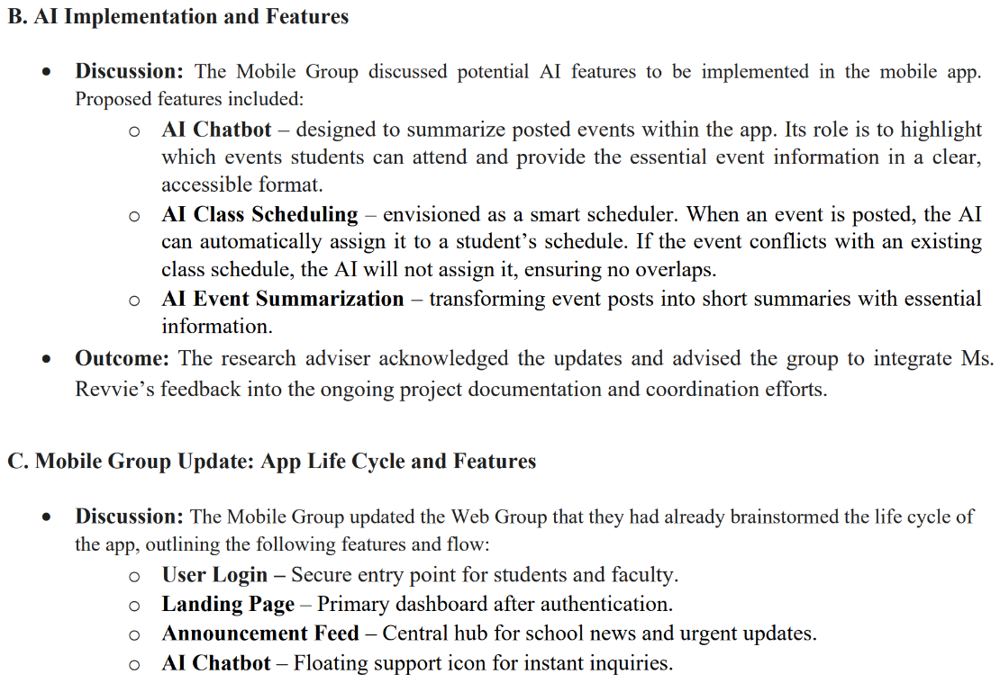 B. AI Implementation and Features
• Discussion: The Mobile Group discussed potential AI features to be implemented in the mobile app.
Proposed features included:
○ AI Chatbot – designed to summarize posted events within the app. Its role is to highlight
which events students can attend and provide the essential event information in a clear,
accessible format.
○ AI Class Scheduling – envisioned as a smart scheduler. When an event is posted, the AI
can automatically assign it to a student’s schedule. If the event conflicts with an existing
class schedule, the AI will not assign it, ensuring no overlaps.
○ AI Event Summarization – transforming event posts into short summaries with essential
information.
• Outcome: The research adviser acknowledged the updates and advised the group to integrate Ms.
Revvie’s feedback into the ongoing project documentation and coordination efforts.
C. Mobile Group Update: App Life Cycle and Features
• Discussion: The Mobile Group updated the Web Group that they had already brainstormed the life cycle of
the app, outlining the following features and flow:
○ User Login – Secure entry point for students and faculty.
○ Landing Page – Primary dashboard after authentication.
○ Announcement Feed – Central hub for school news and urgent updates.
○ AI Chatbot – Floating support icon for instant inquiries.